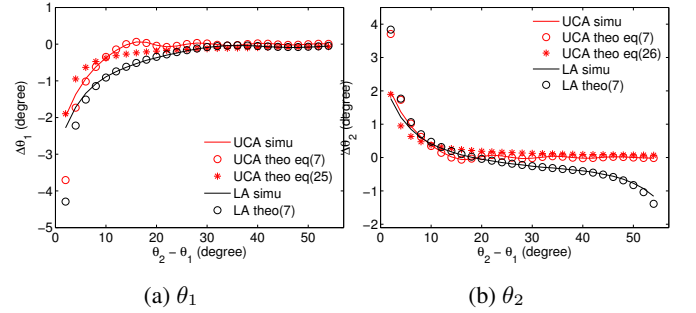 1
0
-1
-2
-3
-4
-5
0
10
20
30
40
50
Δθ₁ (degree)
θ₂ − θ₁ (degree)
UCA simu
UCA theo eq(7)
UCA theo eq(25)
LA simu
LA theo(7)
(a) θ₁
4
3
2
1
0
-1
-2
0
10
20
30
40
50
Δθ₂ (degree)
θ₂ − θ₁ (degree)
UCA simu
UCA theo eq(7)
UCA theo eq(26)
LA simu
LA theo(7)
(b) θ₂